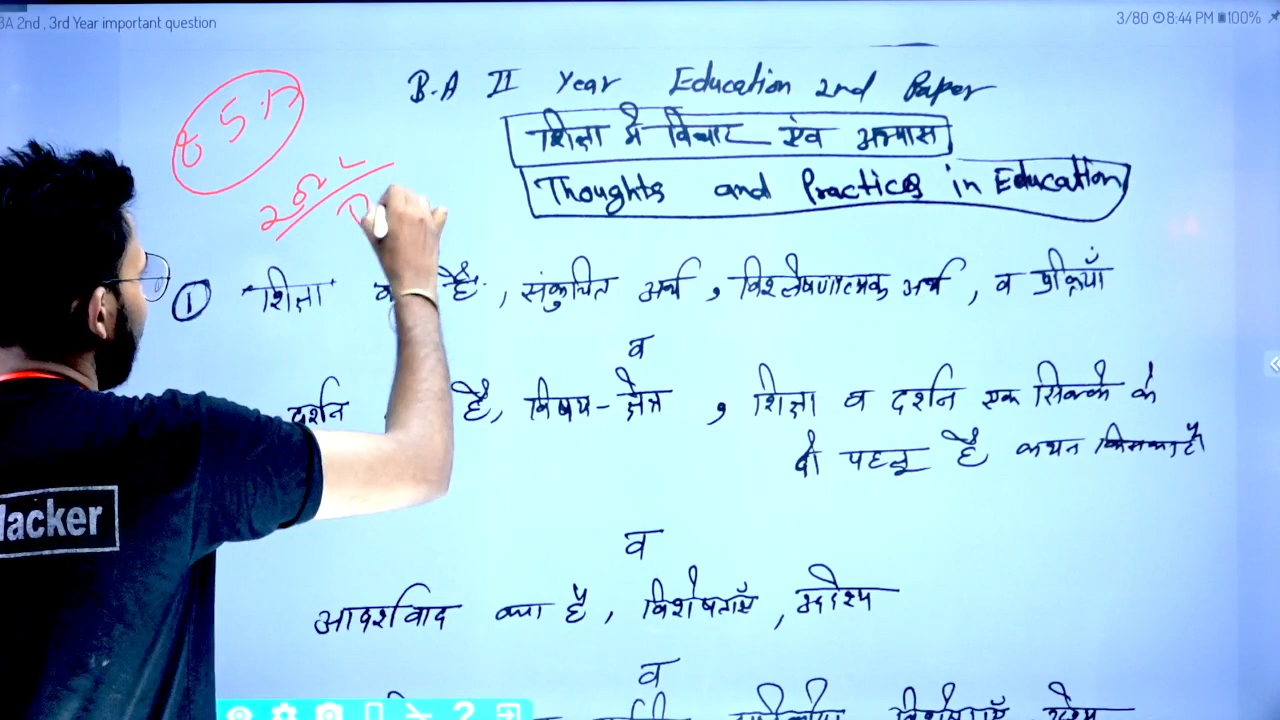 BA 2nd , 3rd Year important question
3/80 8:44 PM 100%
B.A II Year Education 2nd Paper
शिक्षा में विचार एंव अभ्यास
Thoughts and Practices in Education
① शिक्षा है, संकुचित अर्थ, विश्लेषणात्मक अर्थ, व
व
दर्शन है, विषय-क्षेत्र, शिक्षा व दर्शन एक सिक्के के
दो पहलू है कथन किसका है
व
आदर्शवाद क्या है, विशेषताएँ, उद्देश्य
व
विशेषताएँ
Hacker